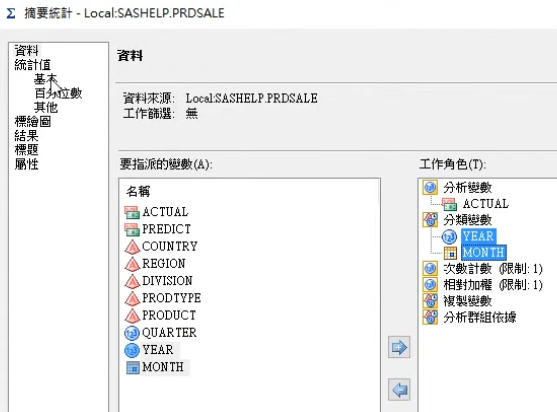 Σ 摘要統計 - Local:SASHELP.PRDSALE
資料
統計值
基本
百分位數
其他
標繪圖
結果
標題
屬性
資料
資料來源: Local:SASHELP.PRDSALE
工作篩選: 無
要指派的變數(A):
名稱
ACTUAL
PREDICT
COUNTRY
REGION
DIVISION
PRODTYPE
PRODUCT
QUARTER
YEAR
MONTH
工作角色(T):
分析變數
ACTUAL
分類變數
YEAR
MONTH
次數計數 (限制: 1)
相對加權 (限制: 1)
複製變數
分析群組依據